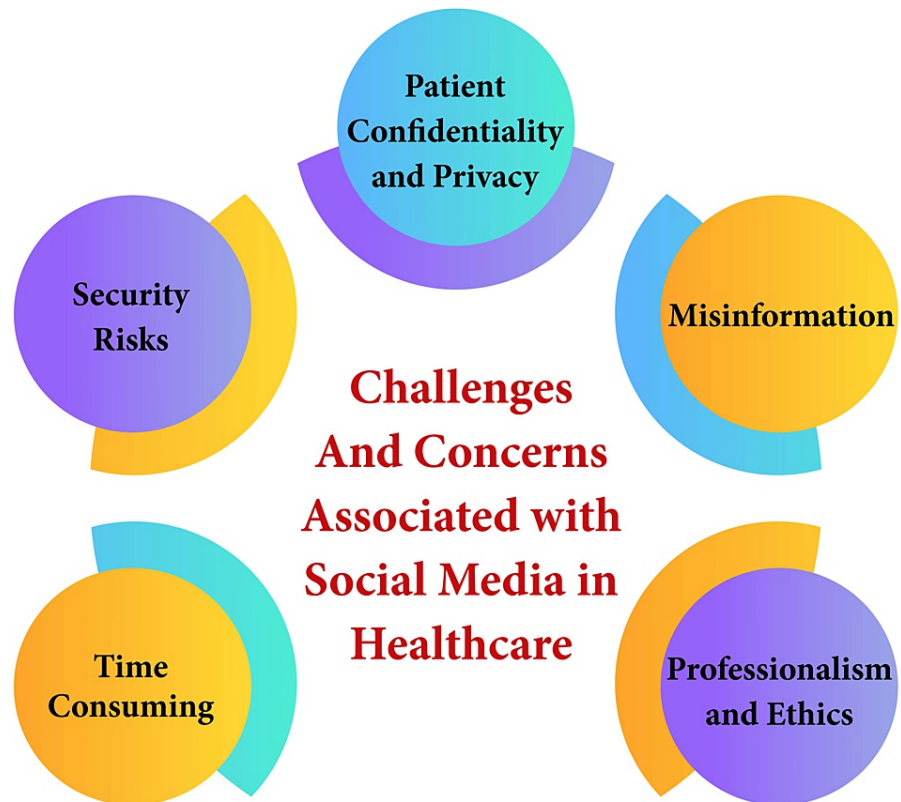 Patient
Confidentiality
and Privacy
Security
Risks
Misinformation
Challenges
And Concerns
Associated with
Social Media in
Healthcare
Time
Consuming
Professionalism
and Ethics